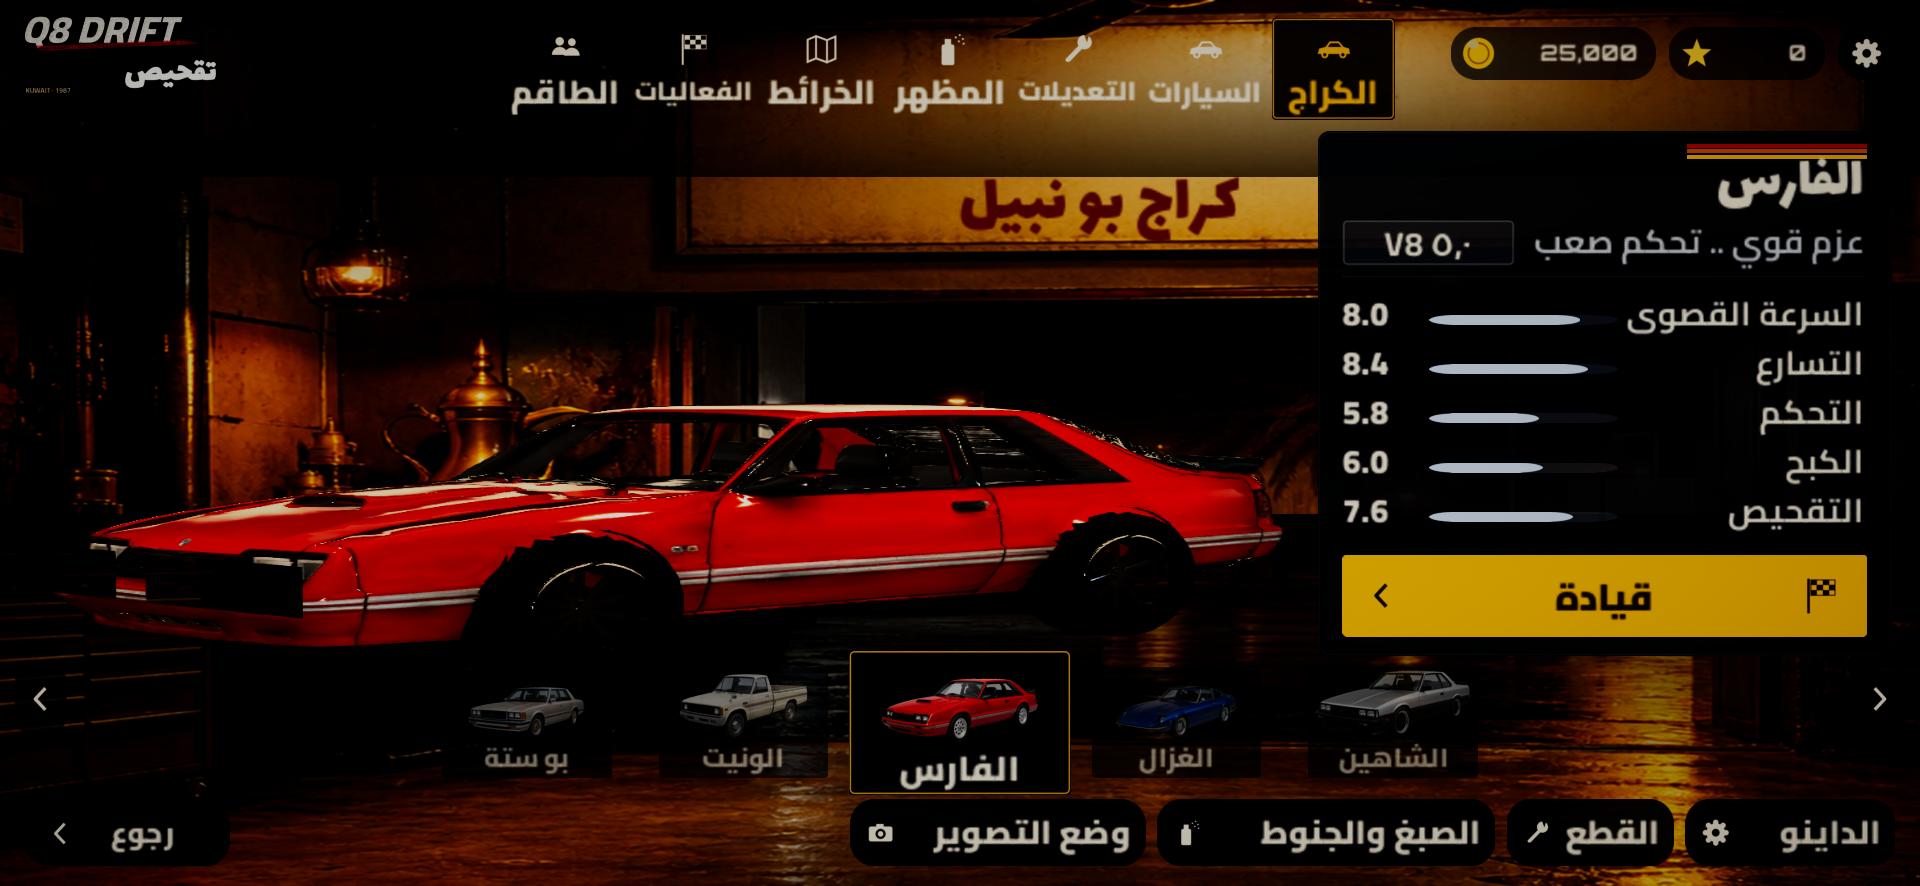 Q8 DRIFT
تقحيص
KUWAIT · 1987
الكراج
السيارات
التعديلات
المظهر
الخرائط
الفعاليات
الطاقم
25,000
0
كراج بو نبيل
الفارس
عزم قوي .. تحكم صعب
V8 ٥,٠
السرعة القصوى 8.0
التسارع 8.4
التحكم 5.8
الكبح 6.0
التقحيص 7.6
قيادة
الشاهين
الغزال
الفارس
الونيت
بو ستة
الداينو
القطع
الصبغ والجنوط
وضع التصوير
رجوع